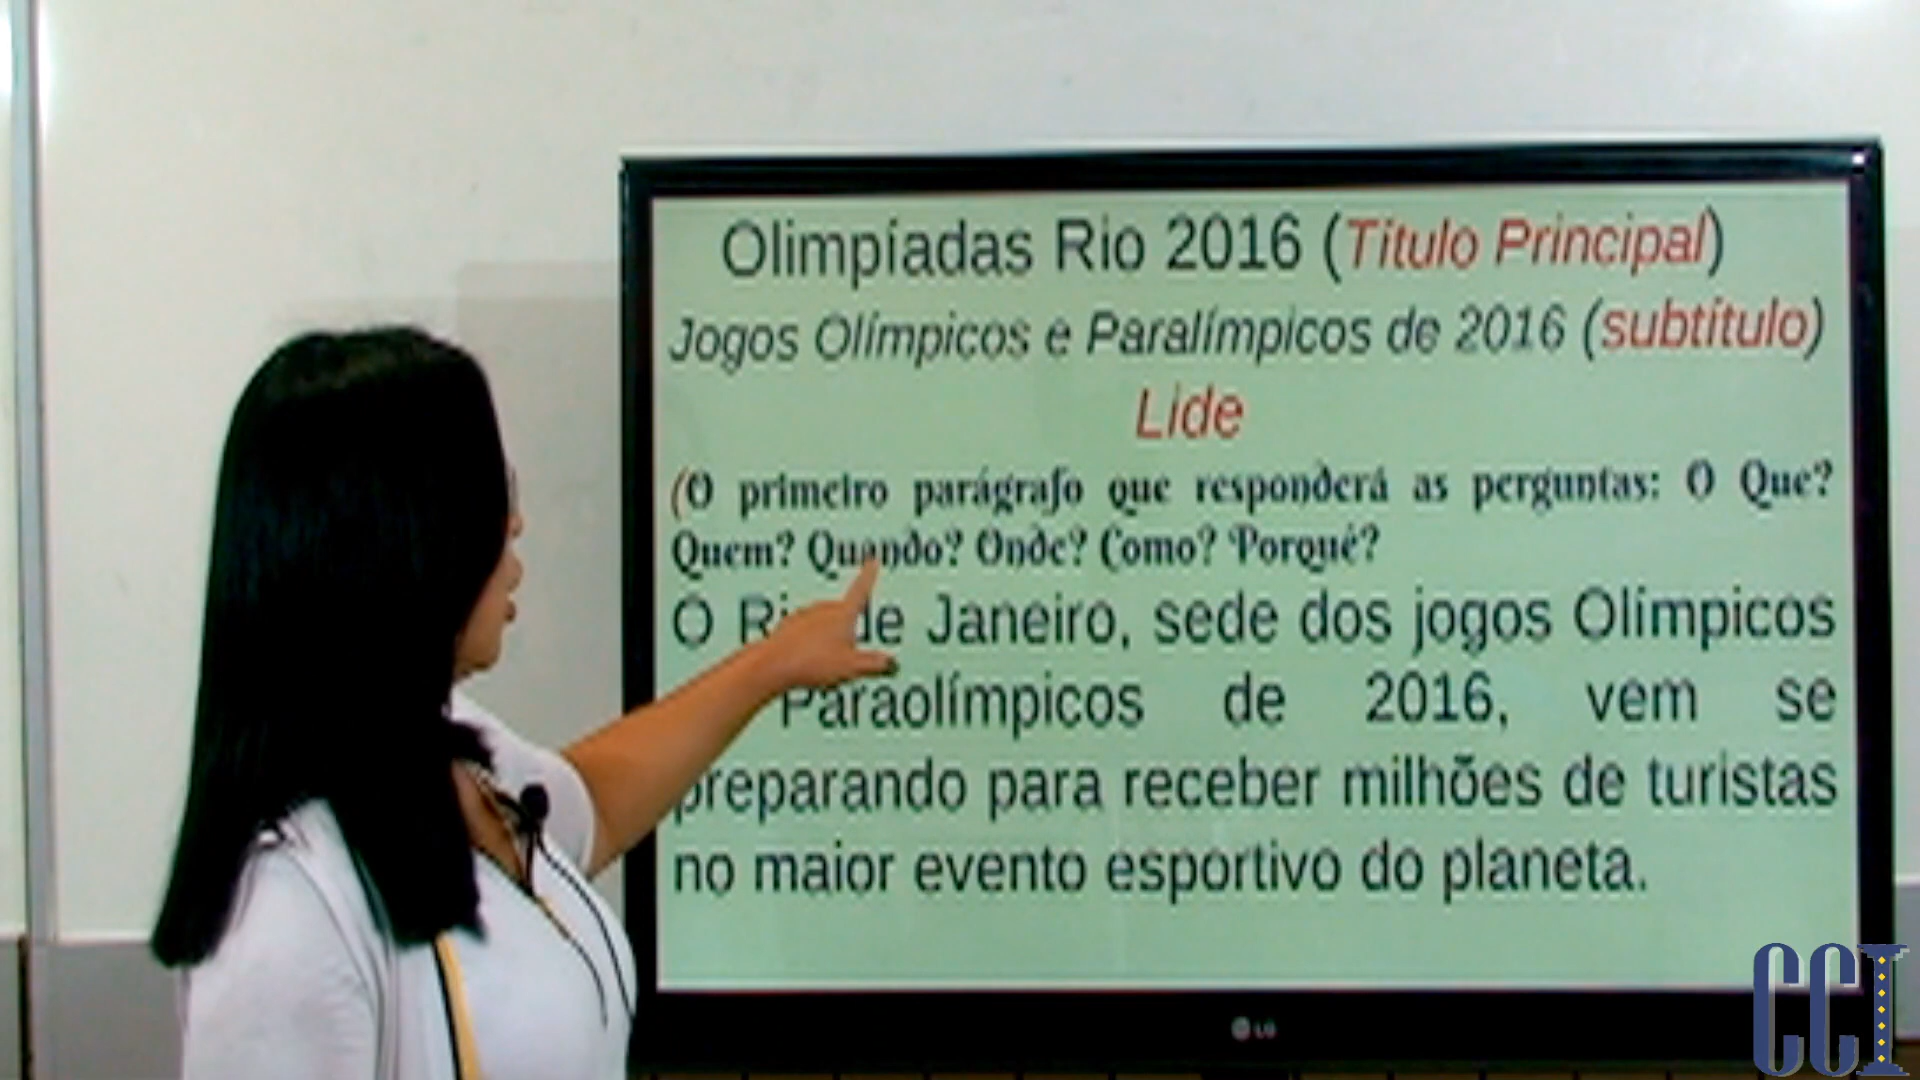 Olimpíadas Rio 2016 (Título Principal)
Jogos Olímpicos e Paralímpicos de 2016 (subtítulo)
Lide
(O primeiro parágrafo que responderá as perguntas: O Que?
Quem? Quando? Onde? Como? Porqué?
O Rio de Janeiro, sede dos jogos Olímpicos
Paraolímpicos de 2016, vem se
preparando para receber milhões de turistas
no maior evento esportivo do planeta.
LG
CCI